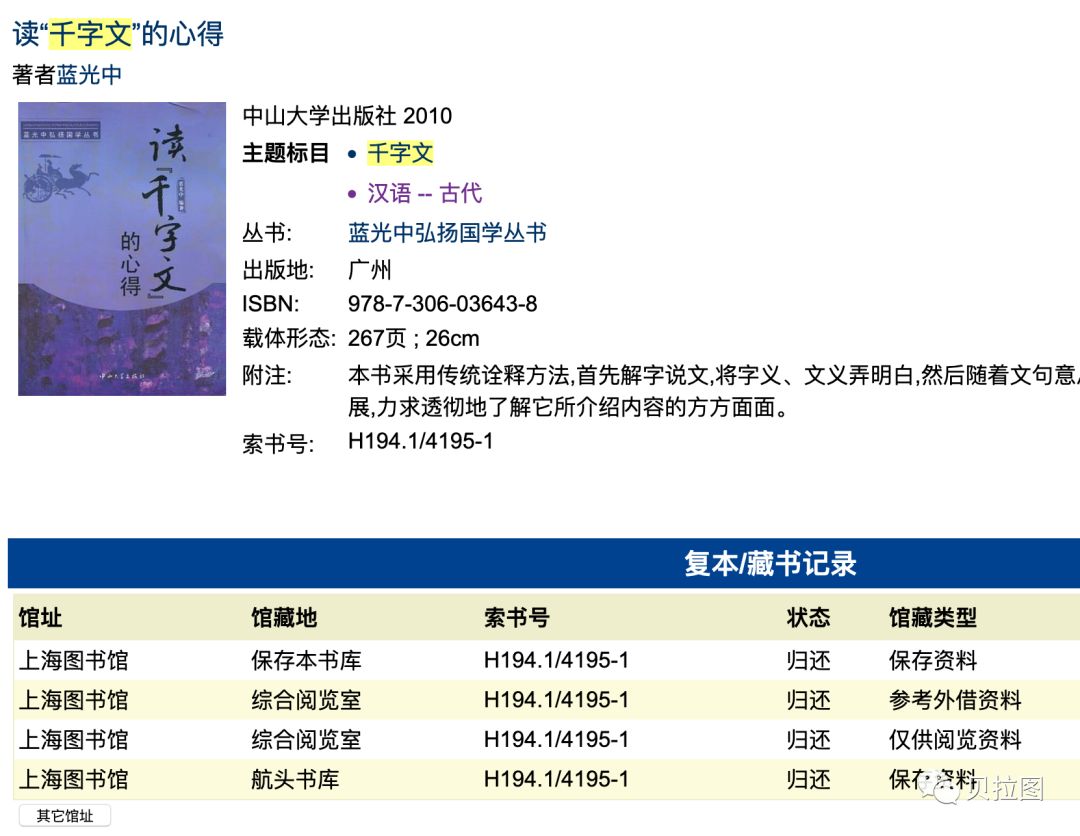 读“千字文”的心得
著者蓝光中
蓝光中弘扬国学丛书
读『千字文』
的心得
中山大学出版社
中山大学出版社 2010
主题标目 • 千字文
• 汉语 -- 古代
丛书: 蓝光中弘扬国学丛书
出版地: 广州
ISBN: 978-7-306-03643-8
载体形态: 267页 ; 26cm
附注: 本书采用传统诠释方法,首先解字说文,将字义、文义弄明白,然后随着文句意
展,力求透彻地了解它所介绍内容的方方面面。
索书号: H194.1/4195-1
复本/藏书记录
馆址 馆藏地 索书号 状态 馆藏类型
上海图书馆 保存本书库 H194.1/4195-1 归还 保存资料
上海图书馆 综合阅览室 H194.1/4195-1 归还 参考外借资料
上海图书馆 综合阅览室 H194.1/4195-1 归还 仅供阅览资料
上海图书馆 航头书库 H194.1/4195-1 归还 保存资料
贝拉图
其它馆址